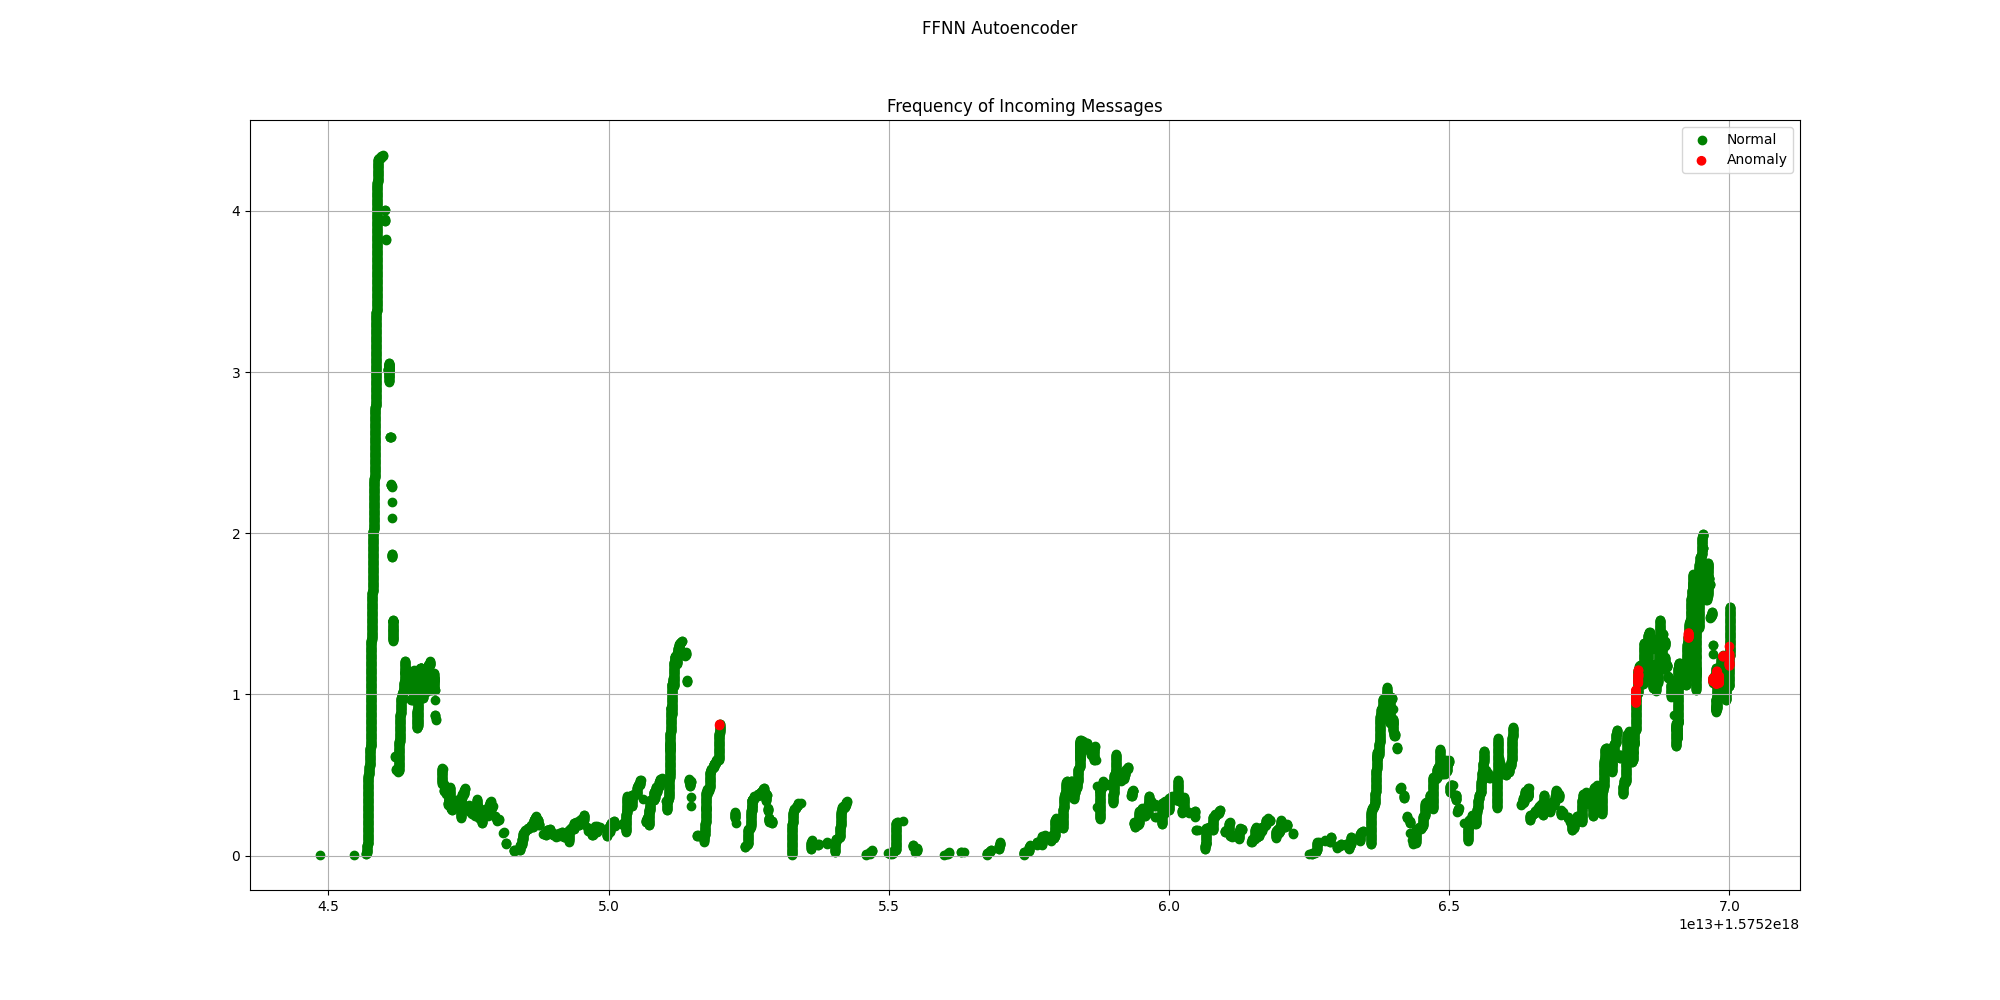 FFNN Autoencoder
Frequency of Incoming Messages
Normal
Anomaly
4
3
2
1
0
4.5 5.0 5.5 6.0 6.5 7.0
1e13+1.5752e18